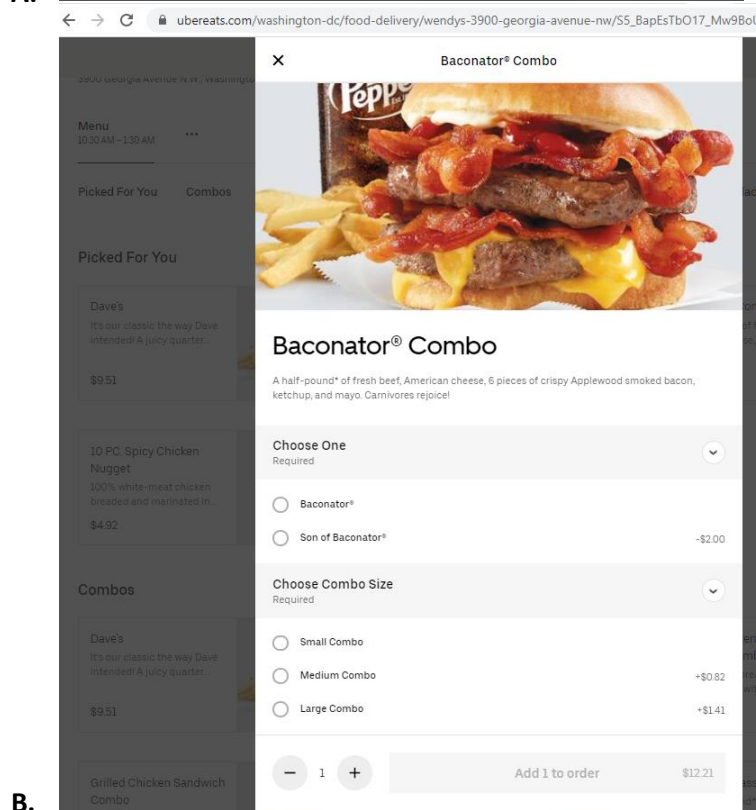 ubereats.com/washington-dc/food-delivery/wendys-3900-georgia-avenue-nw/S5_BapEsTbO17_Mw9BoU
Baconator® Combo
3900 Georgia Avenue N.W., Washington
Menu
10:30 AM – 1:30 AM
•••
Picked For You
Combos
Picked For You
Dave's
It's our classic the way Dave
intended! A juicy quarter...
$9.51
10 PC. Spicy Chicken
Nugget
100% white-meat chicken
breaded and marinated in...
$4.92
Combos
Dave's
It's our classic the way Dave
intended! A juicy quarter...
$9.51
Grilled Chicken Sandwich
Combo
Peppe
Baconator® Combo
A half-pound* of fresh beef, American cheese, 6 pieces of crispy Applewood smoked bacon,
ketchup, and mayo. Carnivores rejoice!
Choose One
Required
Baconator®
Son of Baconator® -$2.00
Choose Combo Size
Required
Small Combo
Medium Combo +$0.82
Large Combo +$1.41
1
Add 1 to order $12.21
B.